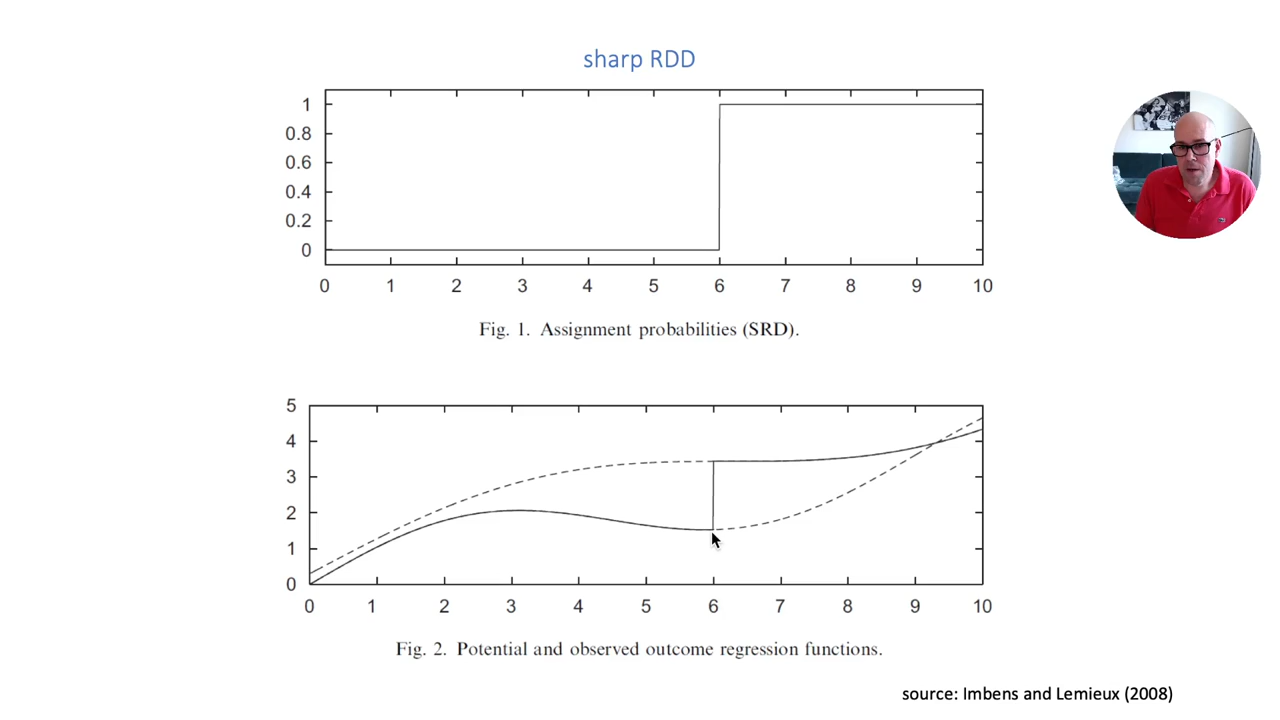 sharp RDD
1
0.8
0.6
0.4
0.2
0
0 1 2 3 4 5 6 7 8 9 10
Fig. 1. Assignment probabilities (SRD).
5
4
3
2
1
0
0 1 2 3 4 5 6 7 8 9 10
Fig. 2. Potential and observed outcome regression functions.
source: Imbens and Lemieux (2008)